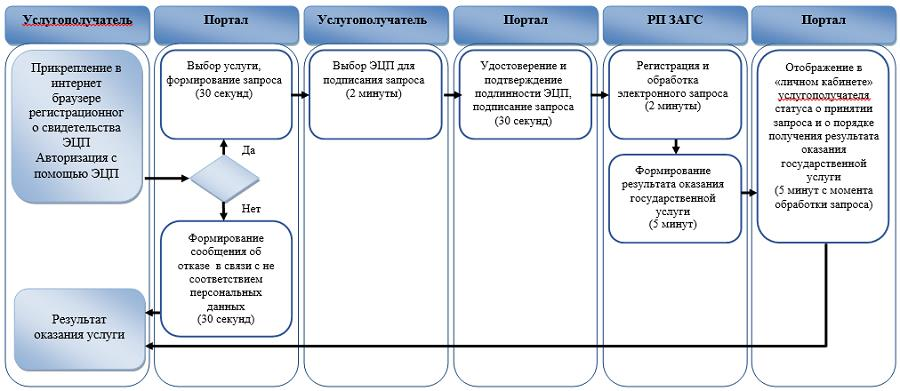 Услугополучатель
Портал
Услугополучатель
Портал
РП ЗАГС
Портал
Прикрепление в
интернет
браузере
регистрационног
о свидетельства
ЭЦП
Авторизация с
помощью ЭЦП
Выбор услуги,
формирование запроса
(30 секунд)
Да
Нет
Формирование
сообщения об
отказе в связи с не
соответствием
персональных
данных
(30 секунд)
Выбор ЭЦП для
подписания запроса
(2 минуты)
Удостоверение и
подтверждение
подлинности ЭЦП,
подписание запроса
(30 секунд)
Регистрация и
обработка
электронного запроса
(2 минуты)
Формирование
результата оказания
государственной
услуги
(5 минут)
Отображение в
«личном кабинете»
услугополучателя
статуса о принятии
запроса и о порядке
получения результата
оказания
государственной
услуги
(5 минут с момента
обработки запроса)
Результат
оказания услуги